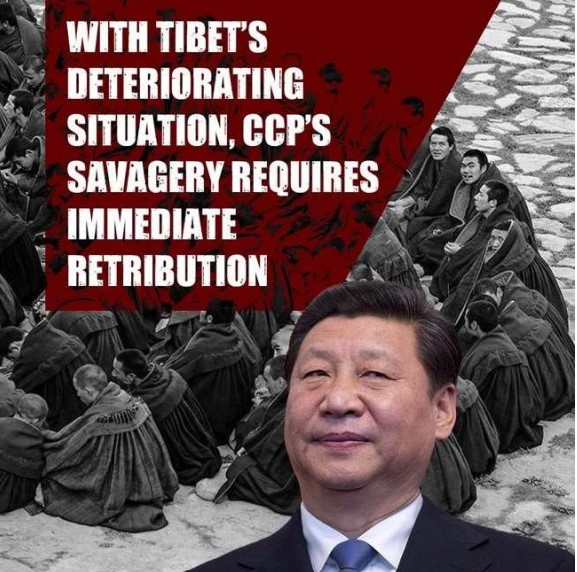 WITH TIBET'S
DETERIORATING
SITUATION, CCP'S
SAVAGERY REQUIRES
IMMEDIATE
RETRIBUTION